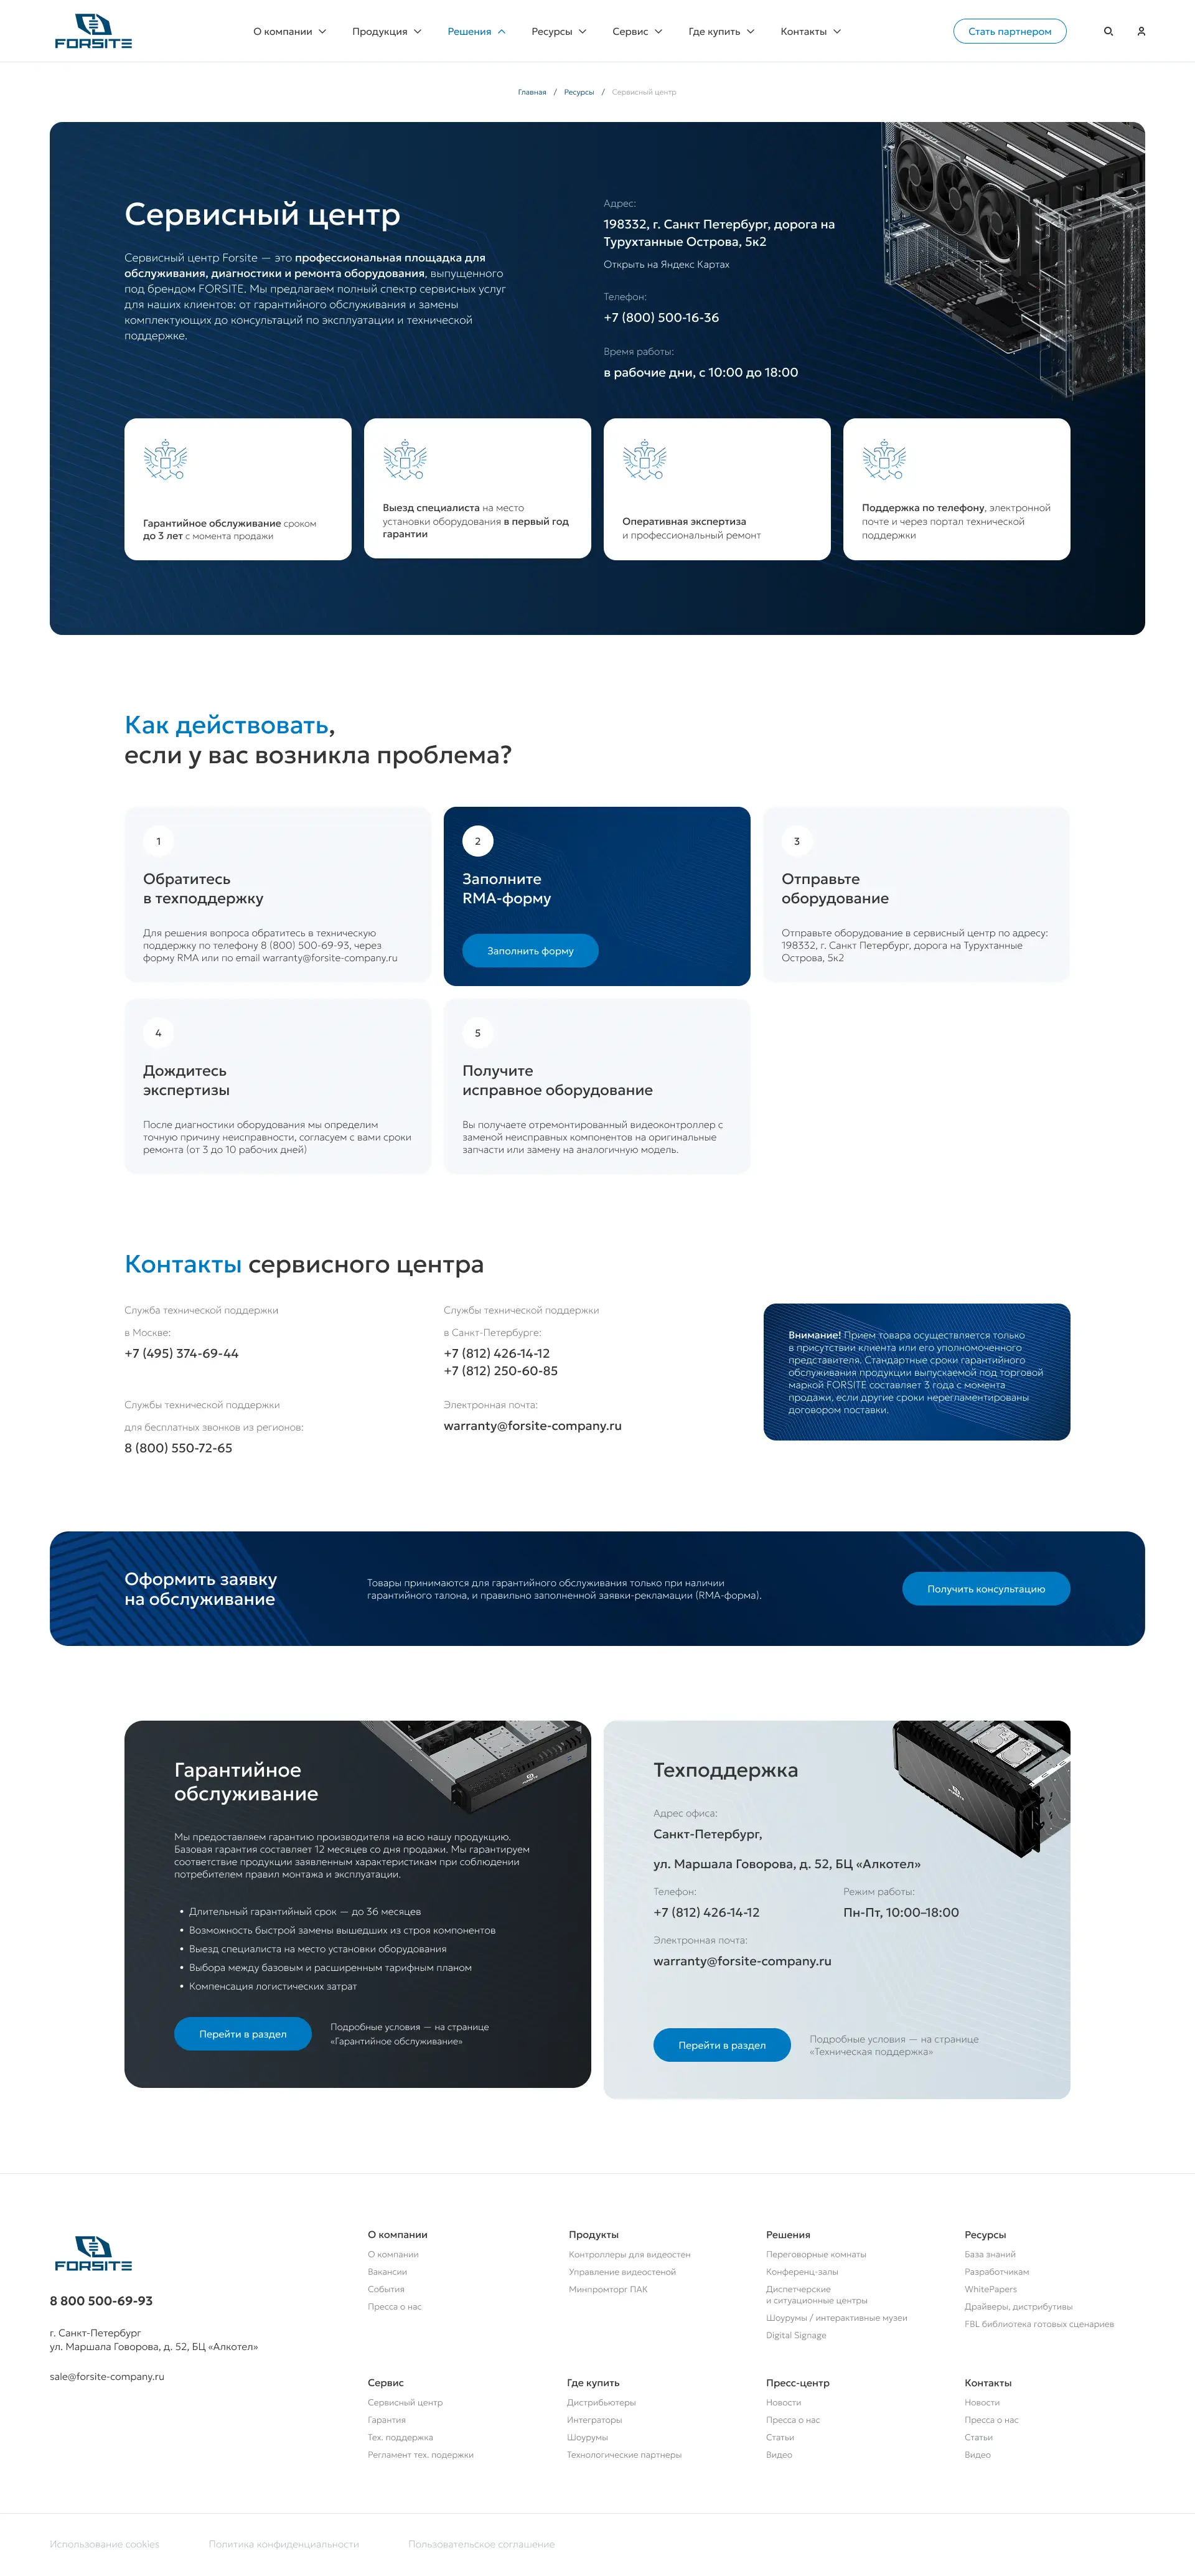 FORSITE
О компании
Продукция
Решения
Ресурсы
Сервис
Где купить
Контакты
Стать партнером
Главная / Ресурсы / Сервисный центр
Сервисный центр
Сервисный центр Forsite — это профессиональная площадка для
обслуживания, диагностики и ремонта оборудования, выпущенного
под брендом FORSITE. Мы предлагаем полный спектр сервисных услуг
для наших клиентов: от гарантийного обслуживания и замены
комплектующих до консультаций по эксплуатации и технической
поддержке.
Адрес:
198332, г. Санкт Петербург, дорога на
Турухтанные Острова, 5к2
Открыть на Яндекс Картах
Телефон:
+7 (800) 500-16-36
Время работы:
в рабочие дни, с 10:00 до 18:00
Гарантийное обслуживание сроком
до 3 лет с момента продажи
Выезд специалиста на место
установки оборудования в первый год
гарантии
Оперативная экспертиза
и профессиональный ремонт
Поддержка по телефону, электронной
почте и через портал технической
поддержки
Как действовать,
если у вас возникла проблема?
1
Обратитесь
в техподдержку
Для решения вопроса обратитесь в техническую
поддержку по телефону 8 (800) 500-69-93, через
форму RMA или по email warranty@forsite-company.ru
2
Заполните
RMA-форму
Заполнить форму
3
Отправьте
оборудование
Отправьте оборудование в сервисный центр по адресу:
198332, г. Санкт Петербург, дорога на Турухтанные
Острова, 5к2
4
Дождитесь
экспертизы
После диагностики оборудования мы определим
точную причину неисправности, согласуем с вами сроки
ремонта (от 3 до 10 рабочих дней)
5
Получите
исправное оборудование
Вы получаете отремонтированный видеоконтроллер с
заменой неисправных компонентов на оригинальные
запчасти или замену на аналогичную модель.
Контакты сервисного центра
Служба технической поддержки
в Москве:
+7 (495) 374-69-44
Службы технической поддержки
в Санкт-Петербурге:
+7 (812) 426-14-12
+7 (812) 250-60-85
Службы технической поддержки
для бесплатных звонков из регионов:
8 (800) 550-72-65
Электронная почта:
warranty@forsite-company.ru
Внимание! Прием товара осуществляется только
в присутствии клиента или его уполномоченного
представителя. Стандартные сроки гарантийного
обслуживания продукции выпускаемой под торговой
маркой FORSITE составляет 3 года с момента
продажи, если другие сроки нерегламентированы
договором поставки.
Оформить заявку
на обслуживание
Товары принимаются для гарантийного обслуживания только при наличии
гарантийного талона, и правильно заполненной заявки-рекламации (RMA-форма).
Получить консультацию
Гарантийное
обслуживание
Мы предоставляем гарантию производителя на всю нашу продукцию.
Базовая гарантия составляет 12 месяцев со дня продажи. Мы гарантируем
соответствие продукции заявленным характеристикам при соблюдении
потребителем правил монтажа и эксплуатации.
• Длительный гарантийный срок — до 36 месяцев
• Возможность быстрой замены вышедших из строя компонентов
• Выезд специалиста на место установки оборудования
• Выбора между базовым и расширенным тарифным планом
• Компенсация логистических затрат
Перейти в раздел
Подробные условия — на странице
«Гарантийное обслуживание»
Техподдержка
Адрес офиса:
Санкт-Петербург,
ул. Маршала Говорова, д. 52, БЦ «Алкотел»
Телефон:
+7 (812) 426-14-12
Режим работы:
Пн-Пт, 10:00–18:00
Электронная почта:
warranty@forsite-company.ru
Перейти в раздел
Подробные условия — на странице
«Техническая поддержка»
FORSITE
8 800 500-69-93
г. Санкт-Петербург
ул. Маршала Говорова, д. 52, БЦ «Алкотел»
sale@forsite-company.ru
О компании
О компании
Вакансии
События
Пресса о нас
Продукты
Контроллеры для видеостен
Управление видеостеной
Минпромторг ПАК
Решения
Переговорные комнаты
Конференц-залы
Диспетчерские
и ситуационные центры
Шоурумы / интерактивные музеи
Digital Signage
Ресурсы
База знаний
Разработчикам
WhitePapers
Драйверы, дистрибутивы
FBL библиотека готовых сценариев
Сервис
Сервисный центр
Гарантия
Тех. поддержка
Регламент тех. подержки
Где купить
Дистрибьютеры
Интеграторы
Шоурумы
Технологические партнеры
Пресс-центр
Новости
Пресса о нас
Статьи
Видео
Контакты
Новости
Пресса о нас
Статьи
Видео
Использование cookies
Политика конфиденциальности
Пользовательское соглашение